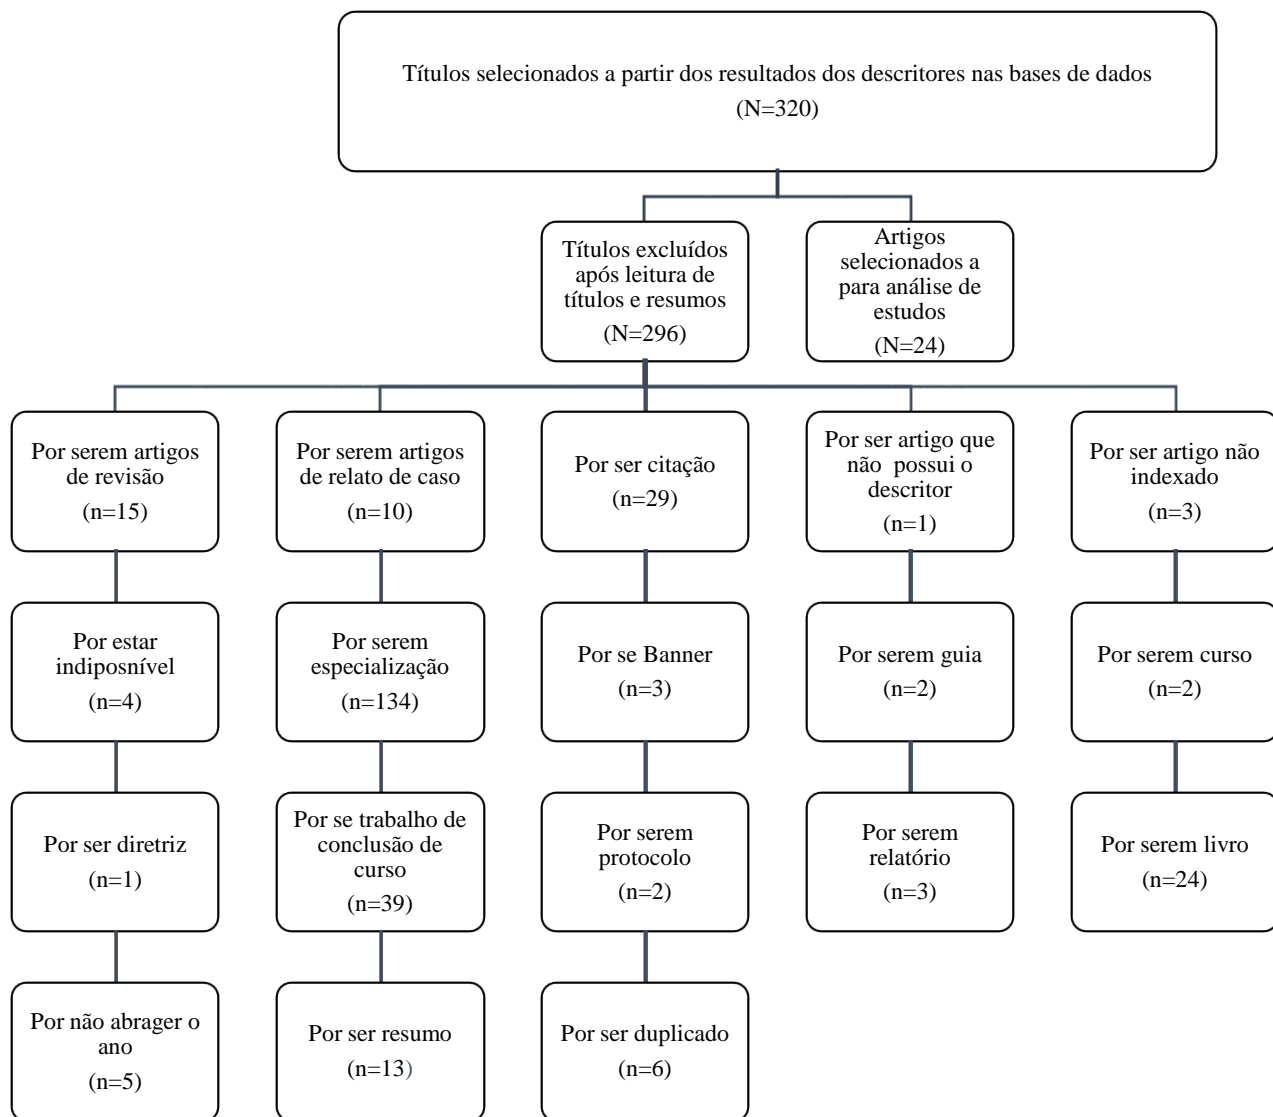 Títulos selecionados a partir dos resultados dos descritores nas bases de dados
(N=320)
Títulos excluídos
após leitura de
títulos e resumos
(N=296)
Artigos
selecionados a
para análise de
estudos
(N=24)
Por serem artigos
de revisão
(n=15)
Por serem artigos
de relato de caso
(n=10)
Por ser citação
(n=29)
Por ser artigo que
não possui o
descritor
(n=1)
Por ser artigo não
indexado
(n=3)
Por estar
indiposnível
(n=4)
Por serem
especialização
(n=134)
Por se Banner
(n=3)
Por serem guia
(n=2)
Por serem curso
(n=2)
Por ser diretriz
(n=1)
Por se trabalho de
conclusão de
curso
(n=39)
Por serem
protocolo
(n=2)
Por serem
relatório
(n=3)
Por serem livro
(n=24)
Por não abrager o
ano
(n=5)
Por ser resumo
(n=13)
Por ser duplicado
(n=6)